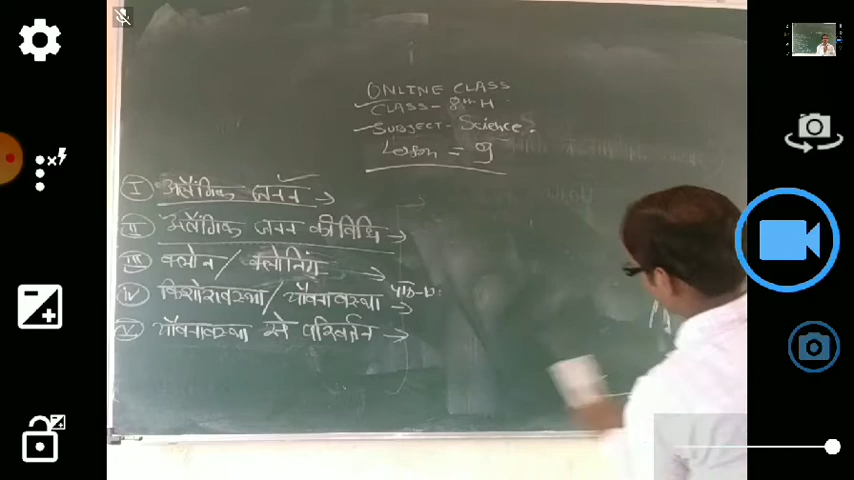 ONLINE CLASS
CLASS - 8th H
SUBJECT - Science.
Lesson = 9
I अलैंगिक जनन →
II अलैंगिक जनन की विधि →
III क्लोन / क्लोनिंग →
IV किशोरावस्था / यौवनावस्था →
V यौवनावस्था से परिवर्तन →